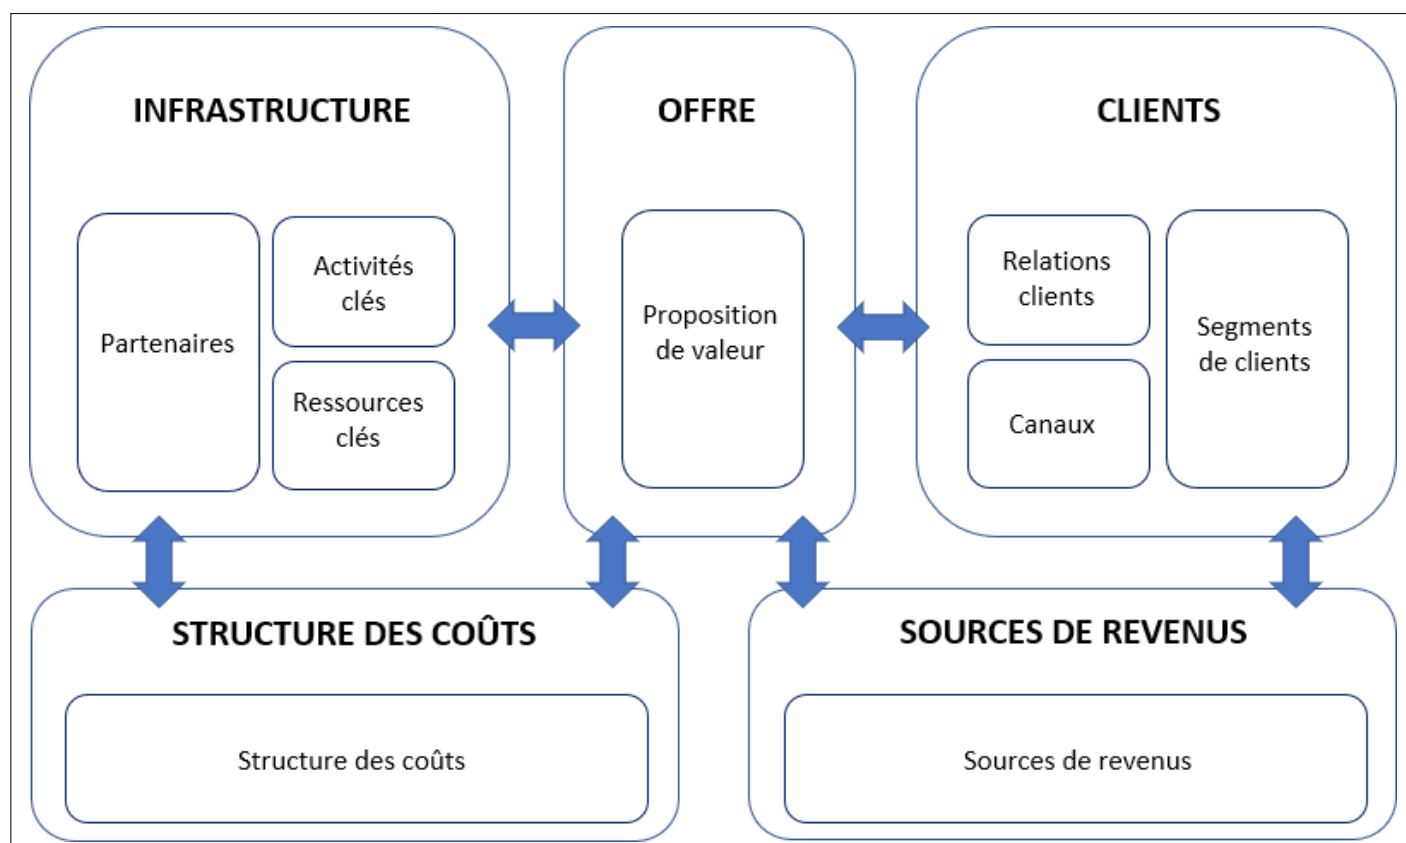 INFRASTRUCTURE
Partenaires
Activités
clés
Ressources
clés
OFFRE
Proposition
de valeur
CLIENTS
Relations
clients
Canaux
Segments
de clients
STRUCTURE DES COÛTS
Structure des coûts
SOURCES DE REVENUS
Sources de revenus